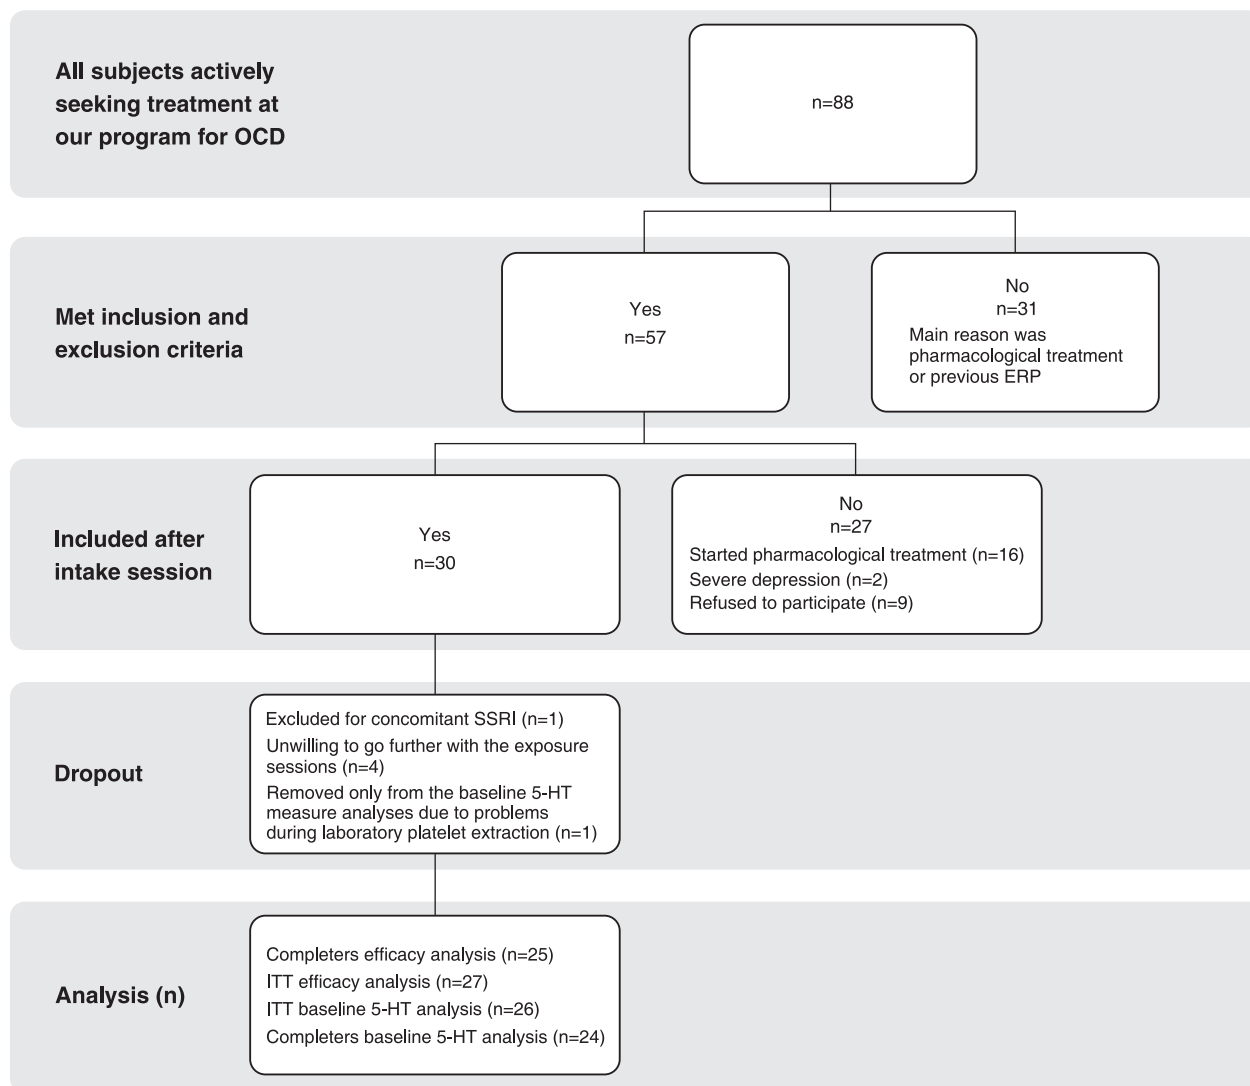 All subjects actively
seeking treatment at
our program for OCD
n=88
Met inclusion and
exclusion criteria
Yes
n=57
No
n=31
Main reason was
pharmacological treatment
or previous ERP
Included after
intake session
Yes
n=30
No
n=27
Started pharmacological treatment (n=16)
Severe depression (n=2)
Refused to participate (n=9)
Dropout
Excluded for concomitant SSRI (n=1)
Unwilling to go further with the exposure
sessions (n=4)
Removed only from the baseline 5-HT
measure analyses due to problems
during laboratory platelet extraction (n=1)
Analysis (n)
Completers efficacy analysis (n=25)
ITT efficacy analysis (n=27)
ITT baseline 5-HT analysis (n=26)
Completers baseline 5-HT analysis (n=24)